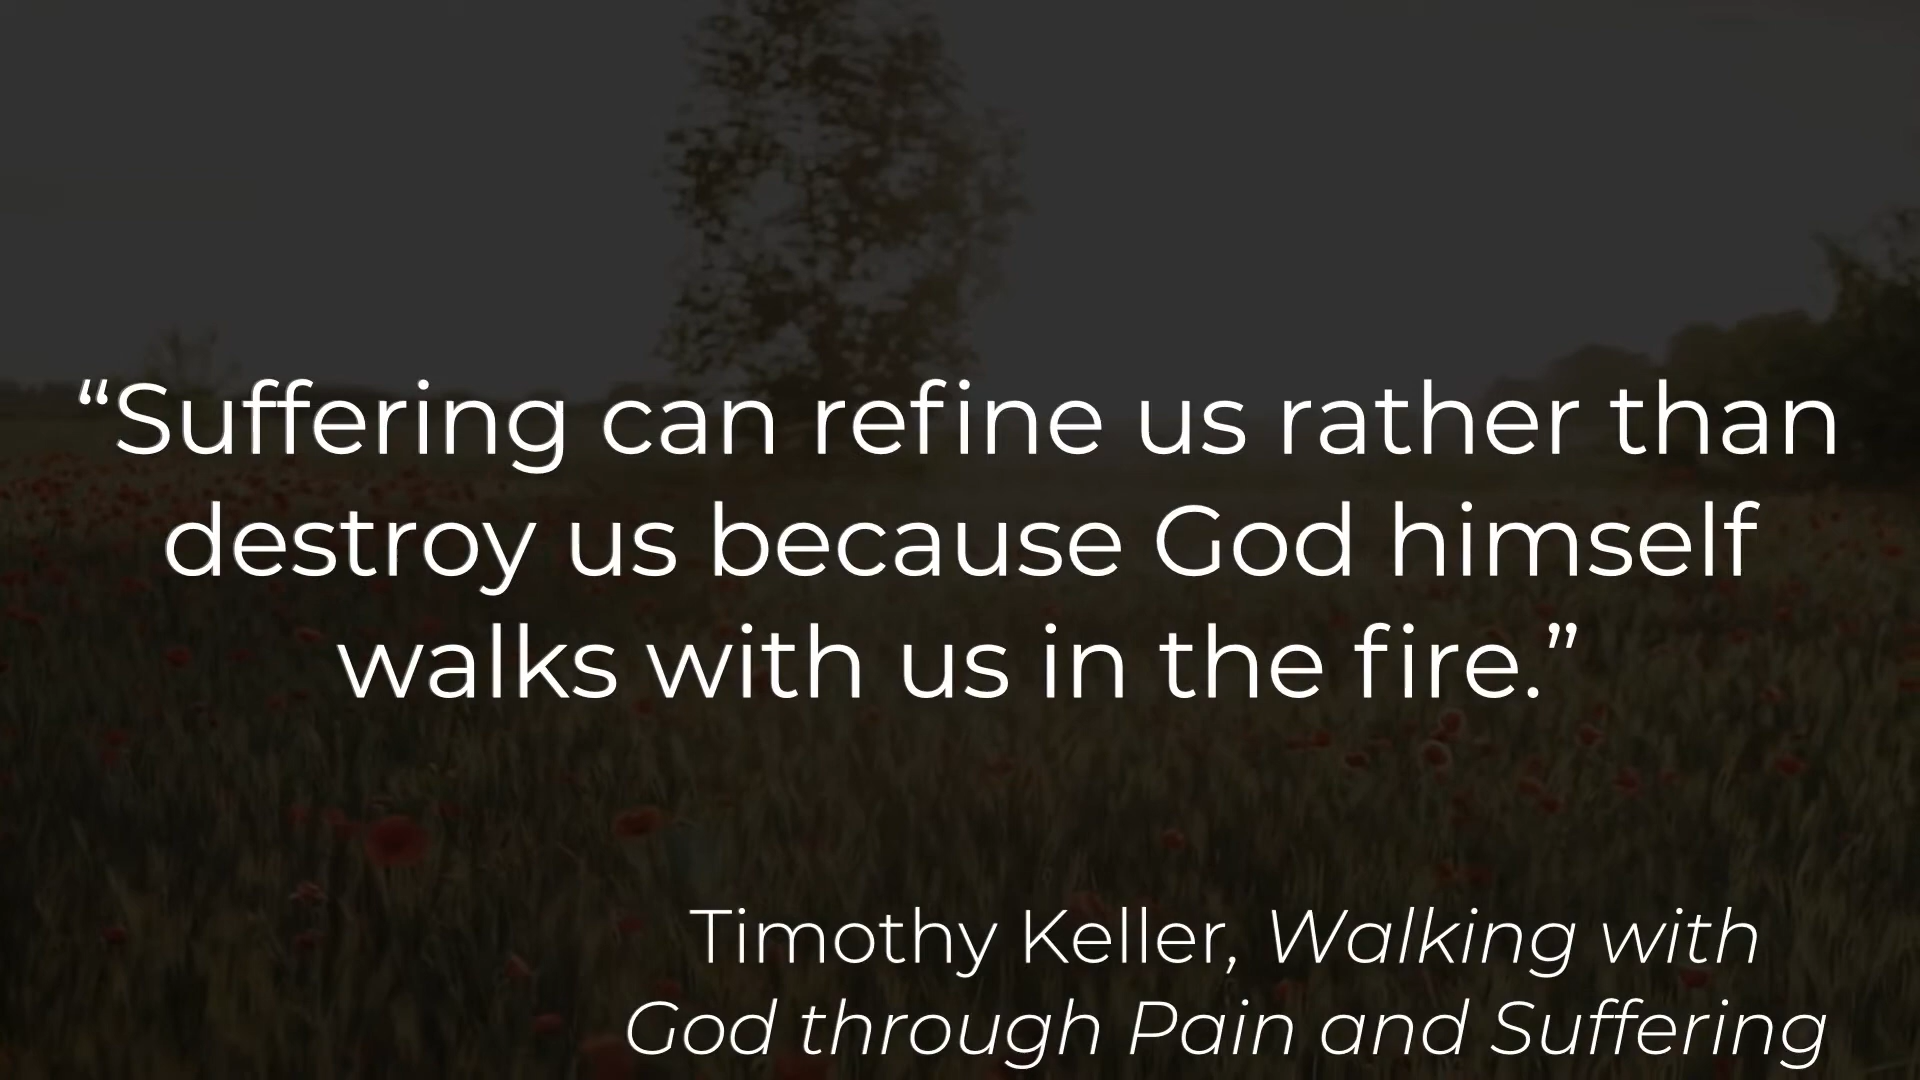 “Suffering can refine us rather than
destroy us because God himself
walks with us in the fire.”
Timothy Keller, Walking with
God through Pain and Suffering